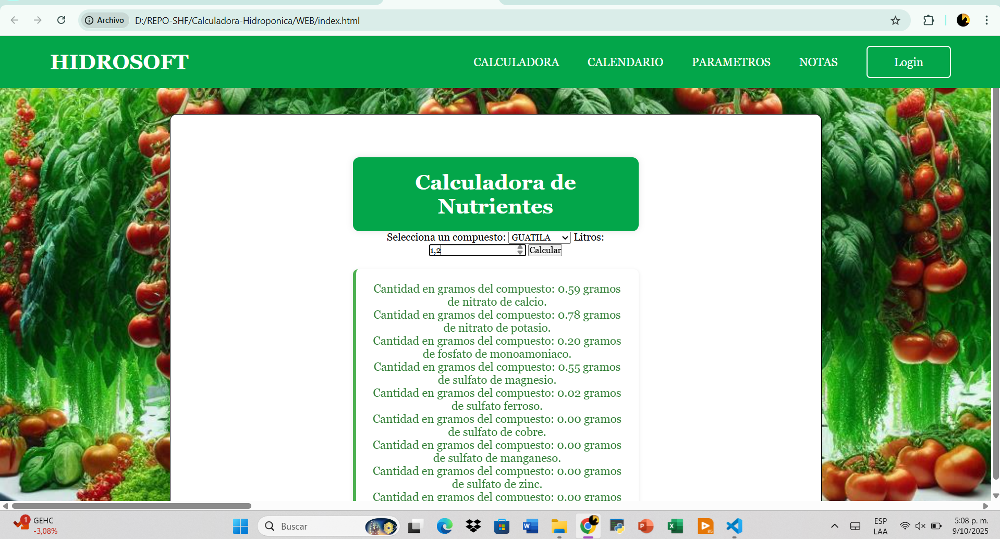 Archivo D:/REPO-SHF/Calculadora-Hidroponica/WEB/index.html
HIDROSOFT CALCULADORA CALENDARIO PARAMETROS NOTAS Login
Calculadora de
Nutrientes
Selecciona un compuesto: GUATILA Litros:
1,2 Calcular
Cantidad en gramos del compuesto: 0.59 gramos
de nitrato de calcio.
Cantidad en gramos del compuesto: 0.78 gramos
de nitrato de potasio.
Cantidad en gramos del compuesto: 0.20 gramos
de fosfato de monoamoniaco.
Cantidad en gramos del compuesto: 0.55 gramos
de sulfato de magnesio.
Cantidad en gramos del compuesto: 0.02 gramos
de sulfato ferroso.
Cantidad en gramos del compuesto: 0.00 gramos
de sulfato de cobre.
Cantidad en gramos del compuesto: 0.00 gramos
de sulfato de manganeso.
Cantidad en gramos del compuesto: 0.00 gramos
de sulfato de zinc.
Cantidad en gramos del compuesto: 0.00 gramos
1 GEHC
-3,08%
Buscar
W P X 25
ESP
LAA
5:08 p. m.
9/10/2025